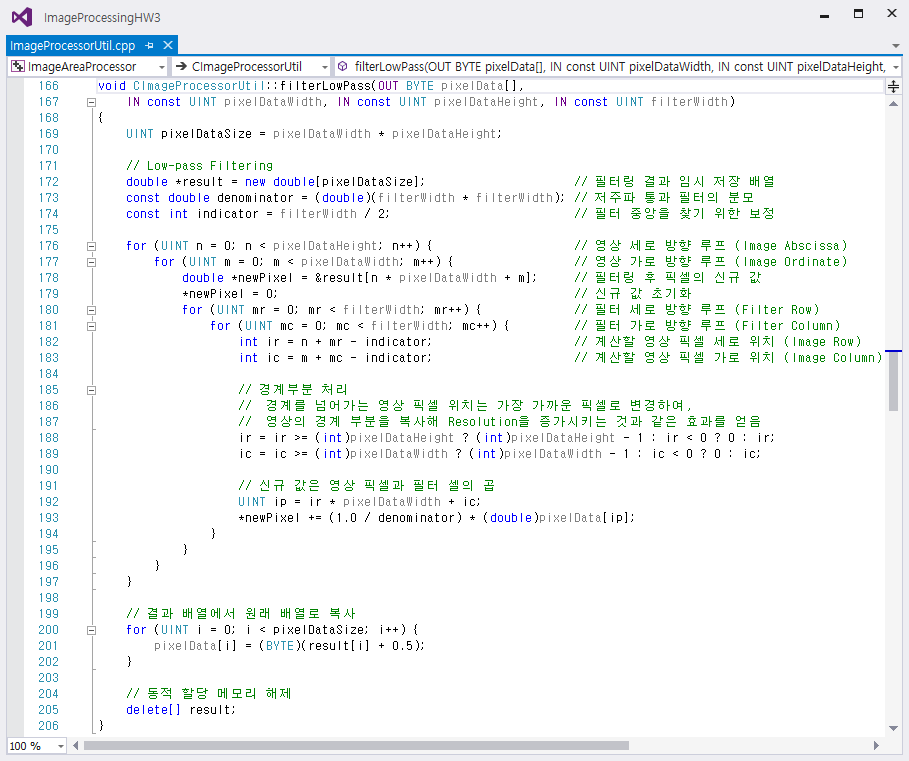 ImageProcessingHW3
ImageProcessorUtil.cpp
ImageAreaProcessor
CImageProcessorUtil
filterLowPass(OUT BYTE pixelData[], IN const UINT pixelDataWidth, IN const UINT pixelDataHeight,
166 void CImageProcessorUtil::filterLowPass(OUT BYTE pixelData[],
167 IN const UINT pixelDataWidth, IN const UINT pixelDataHeight, IN const UINT filterWidth)
168 {
169 UINT pixelDataSize = pixelDataWidth * pixelDataHeight;
170
171 // Low-pass Filtering
172 double *result = new double[pixelDataSize]; // 필터링 결과 임시 저장 배열
173 const double denominator = (double)(filterWidth * filterWidth); // 저주파 통과 필터의 분모
174 const int indicator = filterWidth / 2; // 필터 중앙을 찾기 위한 보정
175
176 for (UINT n = 0; n < pixelDataHeight; n++) { // 영상 세로 방향 루프 (Image Abscissa)
177 for (UINT m = 0; m < pixelDataWidth; m++) { // 영상 가로 방향 루프 (Image Ordinate)
178 double *newPixel = &result[n * pixelDataWidth + m]; // 필터링 후 픽셀의 신규 값
179 *newPixel = 0; // 신규 값 초기화
180 for (UINT mr = 0; mr < filterWidth; mr++) { // 필터 세로 방향 루프 (Filter Row)
181 for (UINT mc = 0; mc < filterWidth; mc++) { // 필터 가로 방향 루프 (Filter Column)
182 int ir = n + mr - indicator; // 계산할 영상 픽셀 세로 위치 (Image Row)
183 int ic = m + mc - indicator; // 계산할 영상 픽셀 가로 위치 (Image Column)
184
185 // 경계부분 처리
186 // 경계를 넘어가는 영상 픽셀 위치는 가장 가까운 픽셀로 변경하여,
187 // 영상의 경계 부분을 복사해 Resolution을 증가시키는 것과 같은 효과를 얻음
188 ir = ir >= (int)pixelDataHeight ? (int)pixelDataHeight - 1 : ir < 0 ? 0 : ir;
189 ic = ic >= (int)pixelDataWidth ? (int)pixelDataWidth - 1 : ic < 0 ? 0 : ic;
190
191 // 신규 값은 영상 픽셀과 필터 셀의 곱
192 UINT ip = ir * pixelDataWidth + ic;
193 *newPixel += (1.0 / denominator) * (double)pixelData[ip];
194 }
195 }
196 }
197 }
198
199 // 결과 배열에서 원래 배열로 복사
200 for (UINT i = 0; i < pixelDataSize; i++) {
201 pixelData[i] = (BYTE)(result[i] + 0.5);
202 }
203
204 // 동적 할당 메모리 해제
205 delete[] result;
206 }
100 %